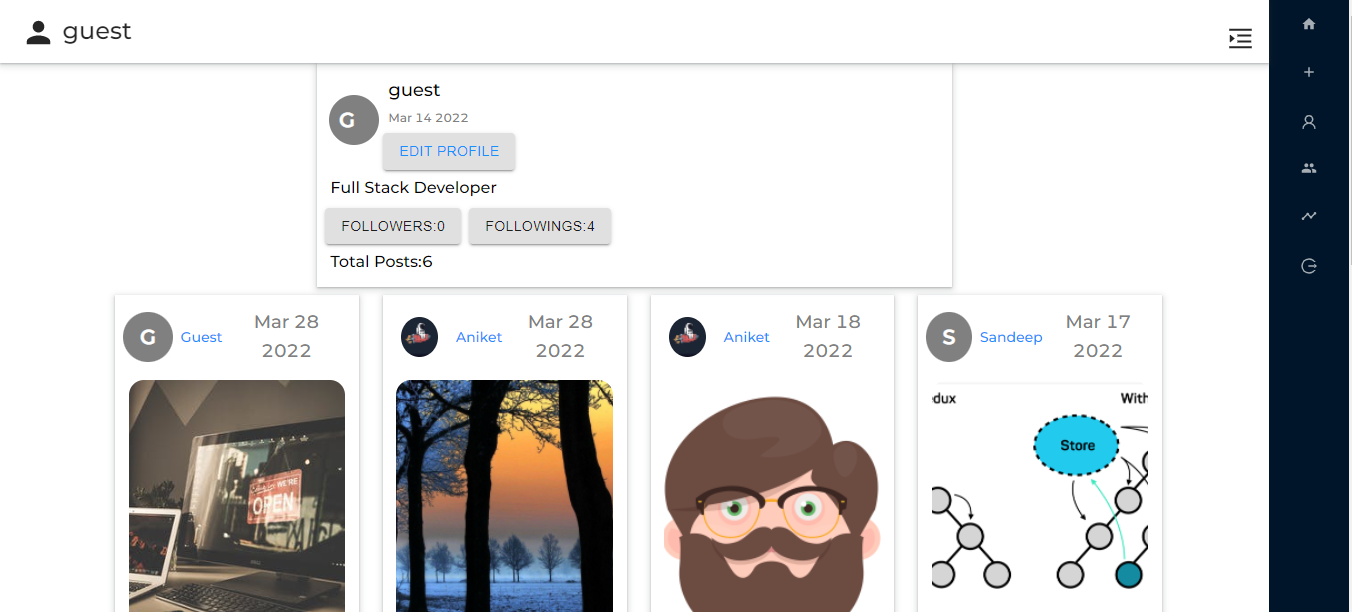 guest
guest
G
Mar 14 2022
EDIT PROFILE
Full Stack Developer
FOLLOWERS:0 FOLLOWINGS:4
Total Posts:6
G Guest Mar 28
2022
Aniket Mar 28
2022
Aniket Mar 18
2022
S Sandeep Mar 17
2022
WE'RE
OPEN
dux With
Store